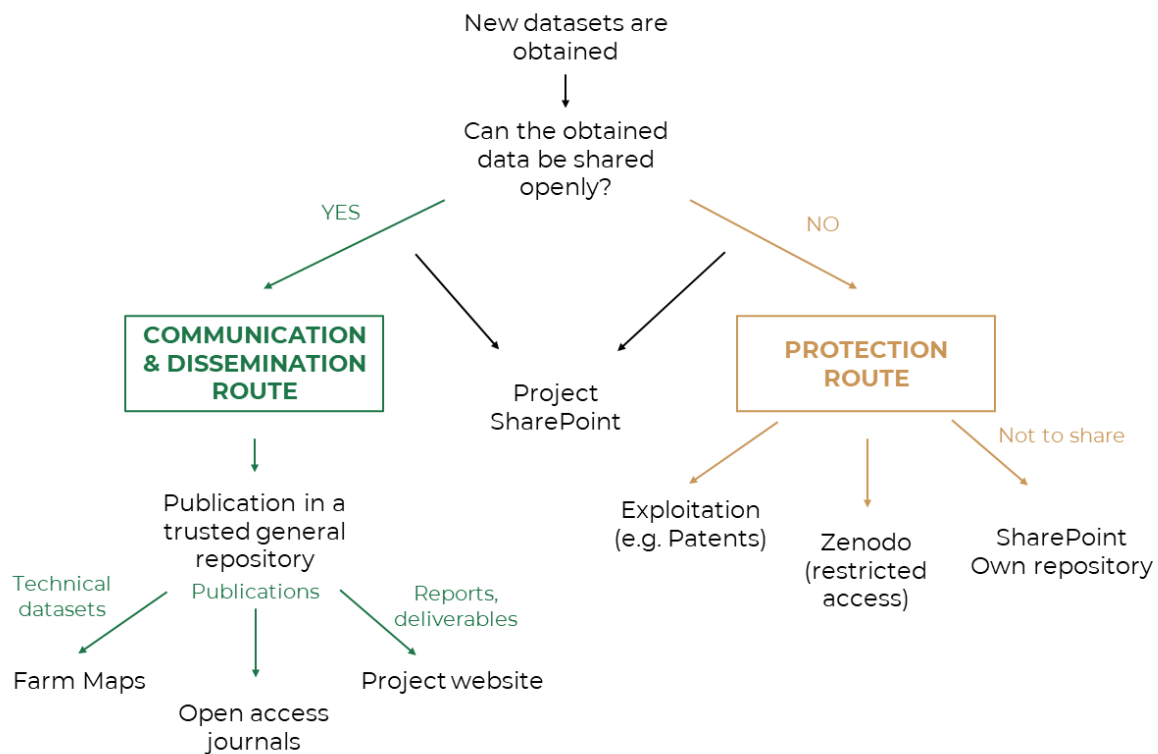 New datasets are
obtained
Can the obtained
data be shared
openly?
YES
NO
COMMUNICATION
& DISSEMINATION
ROUTE
PROTECTION
ROUTE
Project
SharePoint
Not to share
Publication in a
trusted general
repository
Exploitation
(e.g. Patents)
Zenodo
(restricted
access)
SharePoint
Own repository
Technical
datasets
Publications
Reports,
deliverables
Farm Maps
Open access
journals
Project website